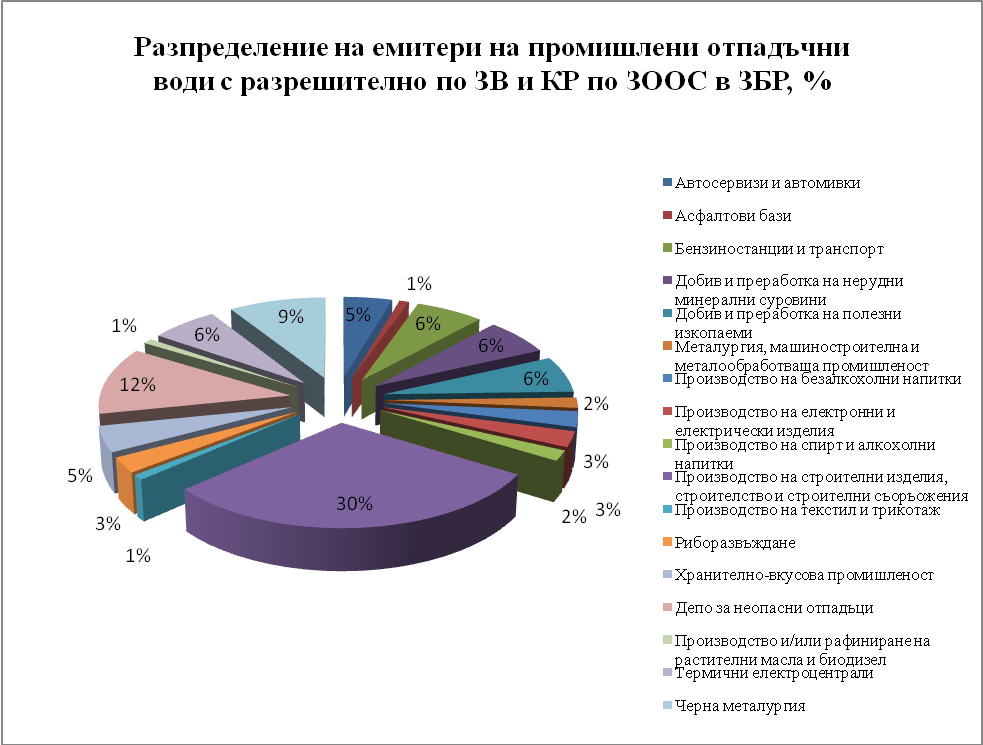 Разпределение на емитери на промишлени отпадъчни
води с разрешително по ЗВ и КР по ЗООС в ЗБР, %
5%
1%
6%
6%
6%
2%
3%
3%
2%
30%
1%
3%
5%
12%
1%
6%
9%
Автосервизи и автомивки
Асфалтови бази
Бензиностанции и транспорт
Добив и преработка на нерудни
минерални суровини
Добив и преработка на полезни
изкопаеми
Металургия, машиностроителна и
металообработваща промишленост
Производство на безалкохолни напитки
Производство на електронни и
електрически изделия
Производство на спирт и алкохолни
напитки
Производство на строителни изделия,
строителство и строителни съоръожения
Производство на текстил и трикотаж
Риборазвъждане
Хранително-вкусова промишленост
Депо за неопасни отпадъци
Производство и/или рафиниране на
растителни масла и биодизел
Термични електроцентрали
Черна металургия